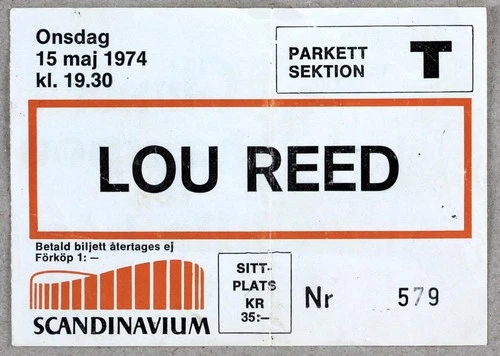 Onsdag
15 maj 1974
kl. 19.30
PARKETT
SEKTION
T
LOU REED
Betald biljett återtages ej
Förköp 1: —
SCANDINAVIUM
SITT-
PLATS
KR
35:—
Nr 579